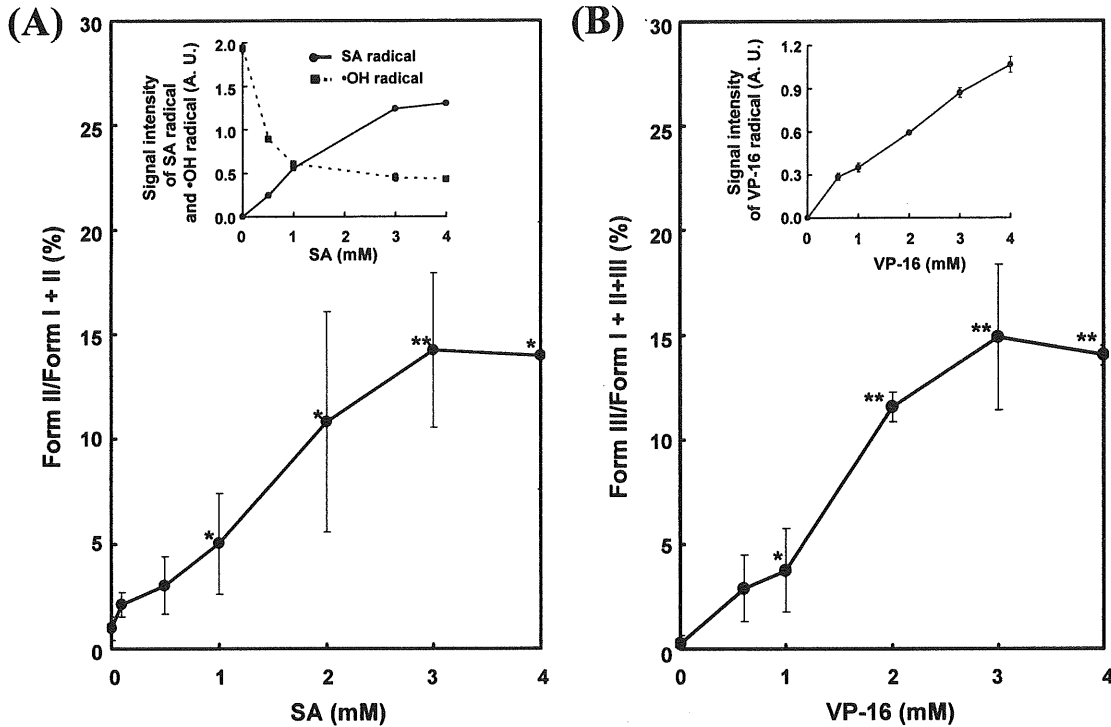 (A)
30
25
20
15
10
5
0
Form II/Form I + II (%)
0 1 2 3 4
SA (mM)
*
*
**
*
Signal intensity
of SA radical
and •OH radical (A. U.)
2.0
1.5
1.0
0.5
0.0
0 1 3 4
SA (mM)
SA radical
•OH radical
(B)
30
25
20
15
10
5
0
Form III/Form I + II+III (%)
0 1 2 3 4
VP-16 (mM)
*
**
**
**
Signal intensity
of VP-16 radical (A. U.)
1.2
0.9
0.6
0.3
0.0
0 1 2 3 4
VP-16 (mM)